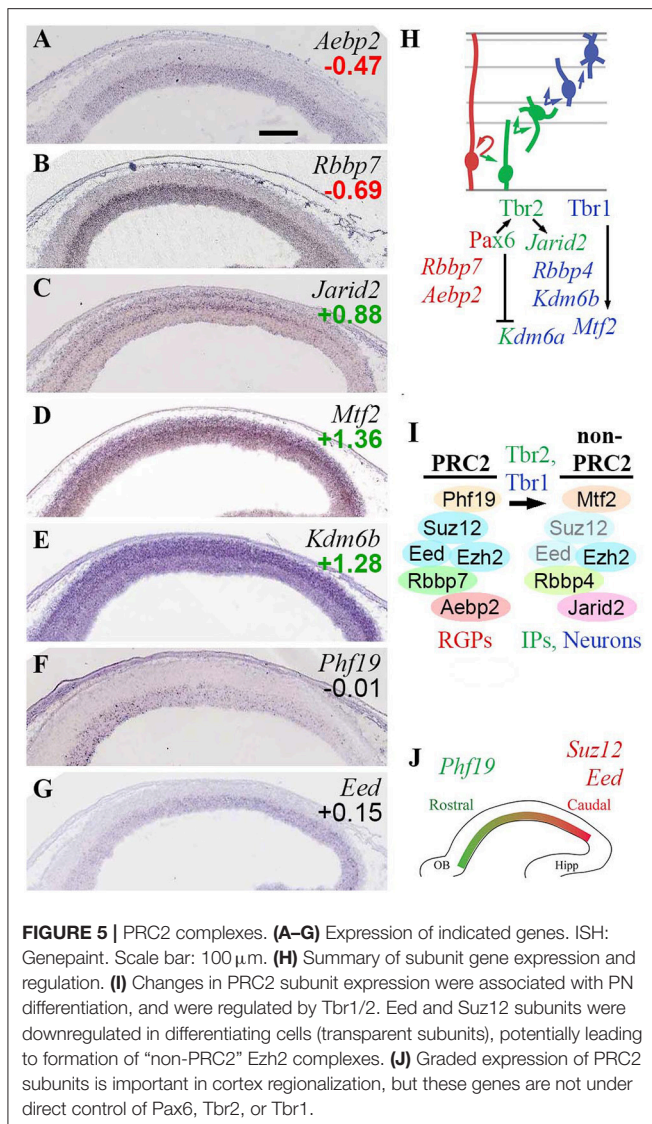 A
Aebp2
-0.47
B
Rbbp7
-0.69
C
Jarid2
+0.88
D
Mtf2
+1.36
E
Kdm6b
+1.28
F
Phf19
-0.01
G
Eed
+0.15
H
Tbr2 Tbr1
Pax6 Jarid2
Rbbp7 Rbbp4
Aebp2 Kdm6b
Kdm6a Mtf2
I
PRC2 Tbr2, Tbr1 non-PRC2
Phf19 Mtf2
Suz12 Suz12
Eed Ezh2 Eed Ezh2
Rbbp7 Rbbp4
Aebp2 Jarid2
RGPs IPs, Neurons
J
Phf19 Suz12
Eed
Rostral Caudal
OB Hipp
FIGURE 5 | PRC2 complexes. (A–G) Expression of indicated genes. ISH:
Genepaint. Scale bar: 100 μm. (H) Summary of subunit gene expression and
regulation. (I) Changes in PRC2 subunit expression were associated with PN
differentiation, and were regulated by Tbr1/2. Eed and Suz12 subunits were
downregulated in differentiating cells (transparent subunits), potentially leading
to formation of “non-PRC2” Ezh2 complexes. (J) Graded expression of PRC2
subunits is important in cortex regionalization, but these genes are not under
direct control of Pax6, Tbr2, or Tbr1.